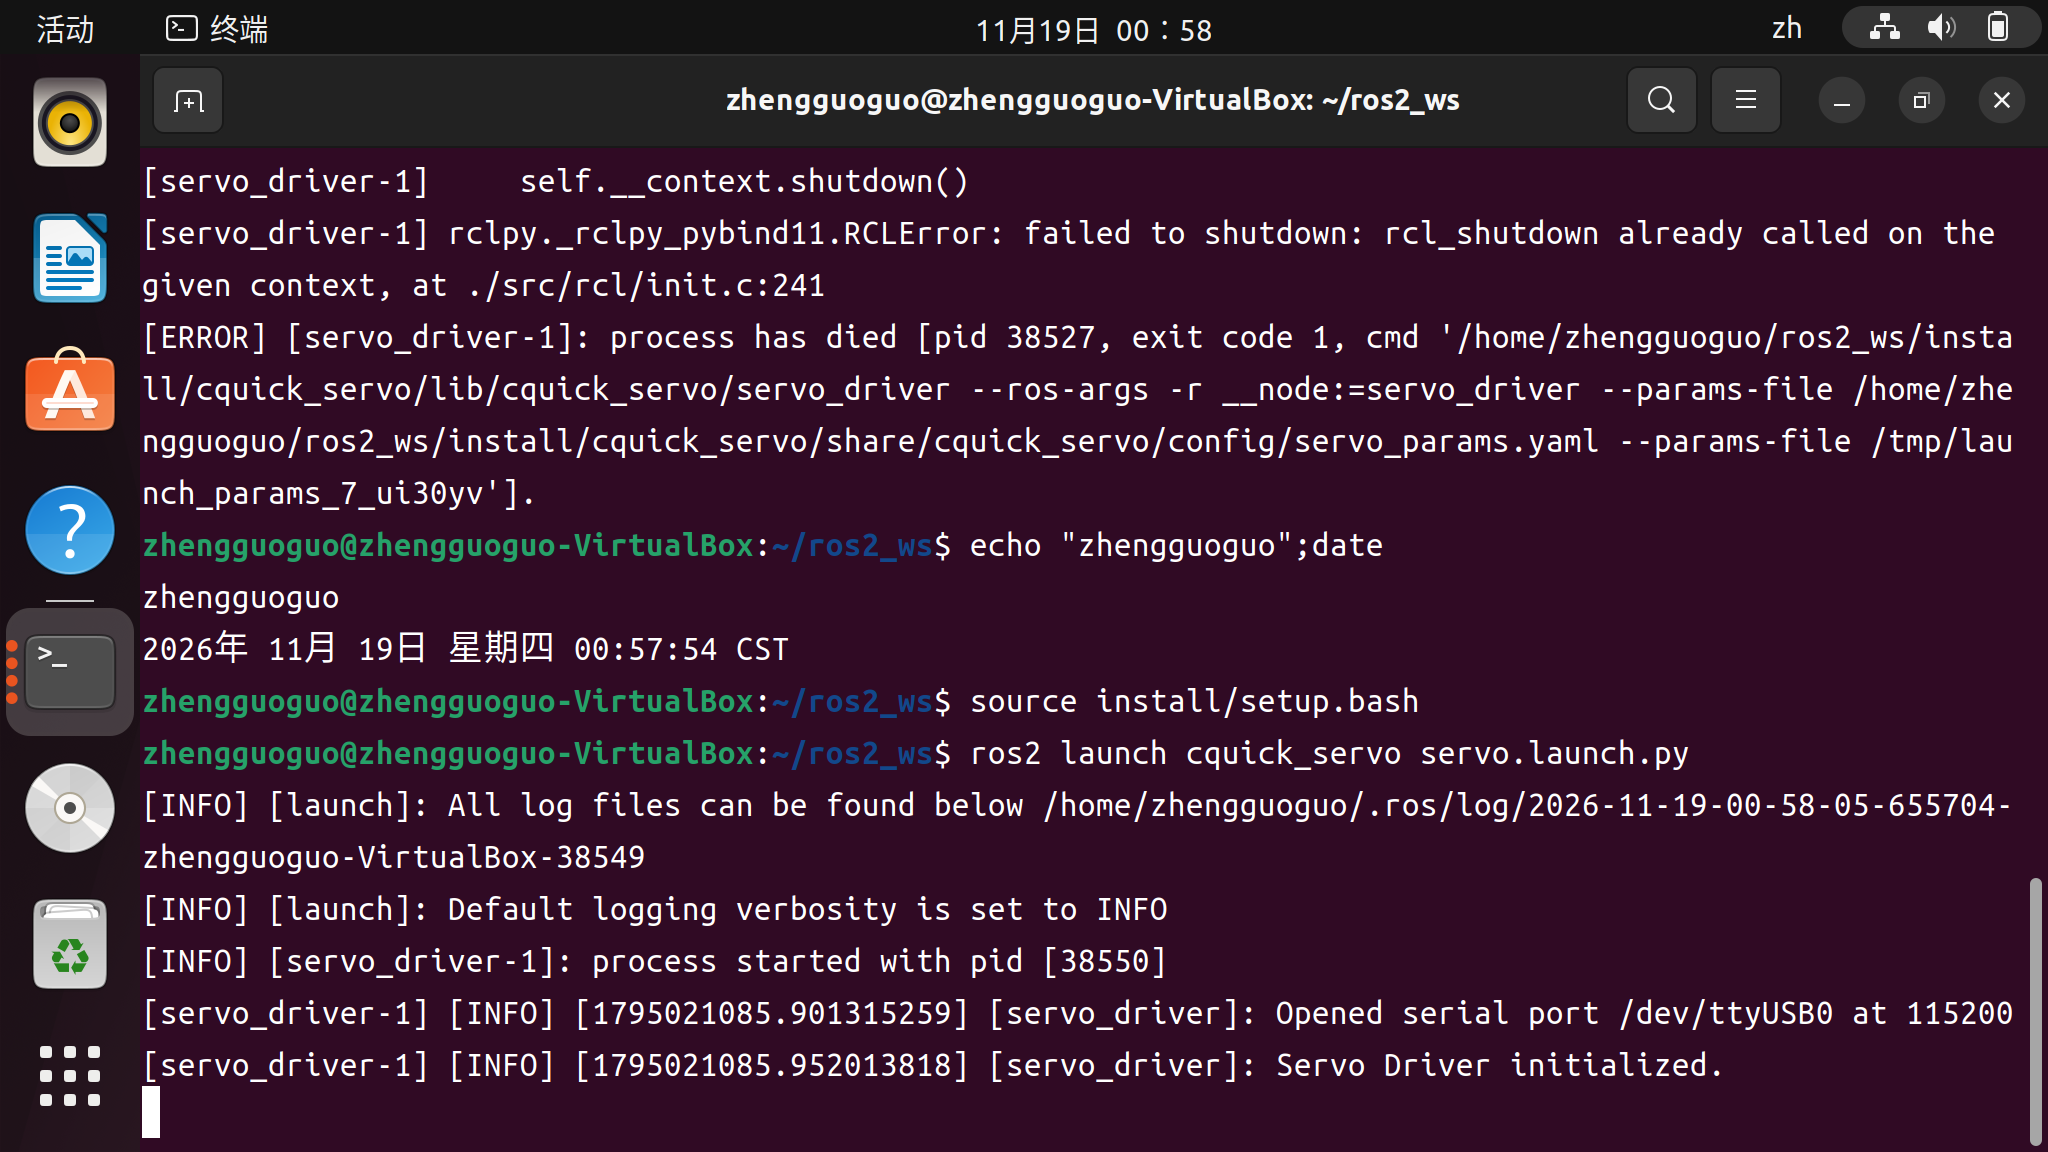 活动 终端 11月19日 00：58 zh
zhengguoguo@zhengguoguo-VirtualBox: ~/ros2_ws
[servo_driver-1]     self.__context.shutdown()
[servo_driver-1] rclpy._rclpy_pybind11.RCLError: failed to shutdown: rcl_shutdown already called on the
given context, at ./src/rcl/init.c:241
[ERROR] [servo_driver-1]: process has died [pid 38527, exit code 1, cmd '/home/zhengguoguo/ros2_ws/insta
ll/cquick_servo/lib/cquick_servo/servo_driver --ros-args -r __node:=servo_driver --params-file /home/zhe
ngguoguo/ros2_ws/install/cquick_servo/share/cquick_servo/config/servo_params.yaml --params-file /tmp/lau
nch_params_7_ui30yv'].
zhengguoguo@zhengguoguo-VirtualBox:~/ros2_ws$ echo "zhengguoguo";date
zhengguoguo
2026年 11月 19日 星期四 00:57:54 CST
zhengguoguo@zhengguoguo-VirtualBox:~/ros2_ws$ source install/setup.bash
zhengguoguo@zhengguoguo-VirtualBox:~/ros2_ws$ ros2 launch cquick_servo servo.launch.py
[INFO] [launch]: All log files can be found below /home/zhengguoguo/.ros/log/2026-11-19-00-58-05-655704-
zhengguoguo-VirtualBox-38549
[INFO] [launch]: Default logging verbosity is set to INFO
[INFO] [servo_driver-1]: process started with pid [38550]
[servo_driver-1] [INFO] [1795021085.901315259] [servo_driver]: Opened serial port /dev/ttyUSB0 at 115200
[servo_driver-1] [INFO] [1795021085.952013818] [servo_driver]: Servo Driver initialized.